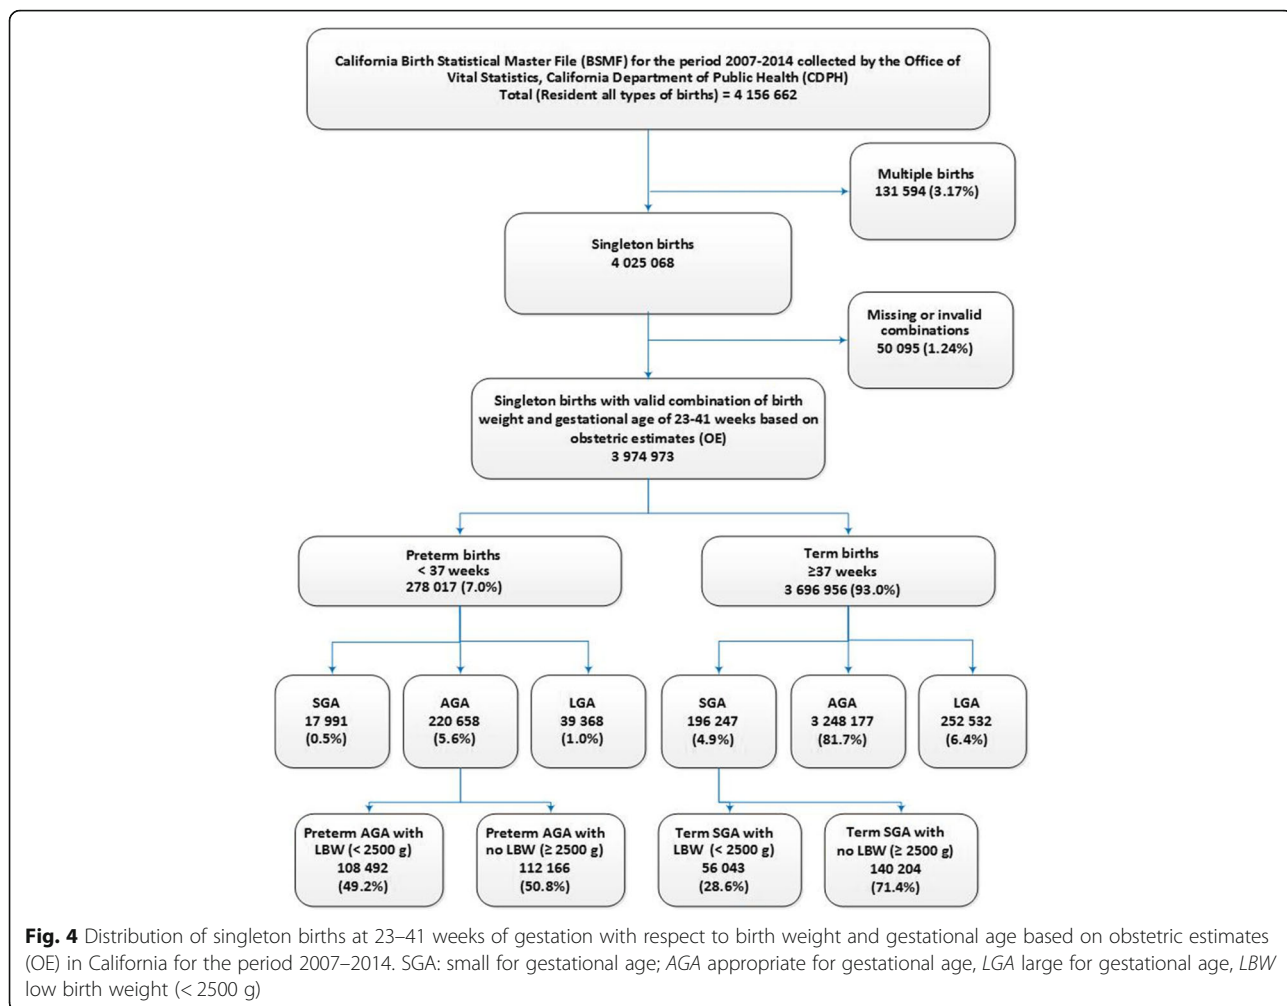 California Birth Statistical Master File (BSMF) for the period 2007-2014 collected by the Office of
Vital Statistics, California Department of Public Health (CDPH)
Total (Resident all types of births) = 4 156 662
Multiple births
131 594 (3.17%)
Singleton births
4 025 068
Missing or invalid
combinations
50 095 (1.24%)
Singleton births with valid combination of birth
weight and gestational age of 23-41 weeks based on
obstetric estimates (OE)
3 974 973
Preterm births
< 37 weeks
278 017 (7.0%)
Term births
≥37 weeks
3 696 956 (93.0%)
SGA
17 991
(0.5%)
AGA
220 658
(5.6%)
LGA
39 368
(1.0%)
SGA
196 247
(4.9%)
AGA
3 248 177
(81.7%)
LGA
252 532
(6.4%)
Preterm AGA with
LBW (< 2500 g)
108 492
(49.2%)
Preterm AGA with
no LBW (≥ 2500 g)
112 166
(50.8%)
Term SGA with
LBW (< 2500 g)
56 043
(28.6%)
Term SGA with
no LBW (≥ 2500 g)
140 204
(71.4%)
Fig. 4 Distribution of singleton births at 23–41 weeks of gestation with respect to birth weight and gestational age based on obstetric estimates
(OE) in California for the period 2007–2014. SGA: small for gestational age; AGA appropriate for gestational age, LGA large for gestational age, LBW
low birth weight (< 2500 g)